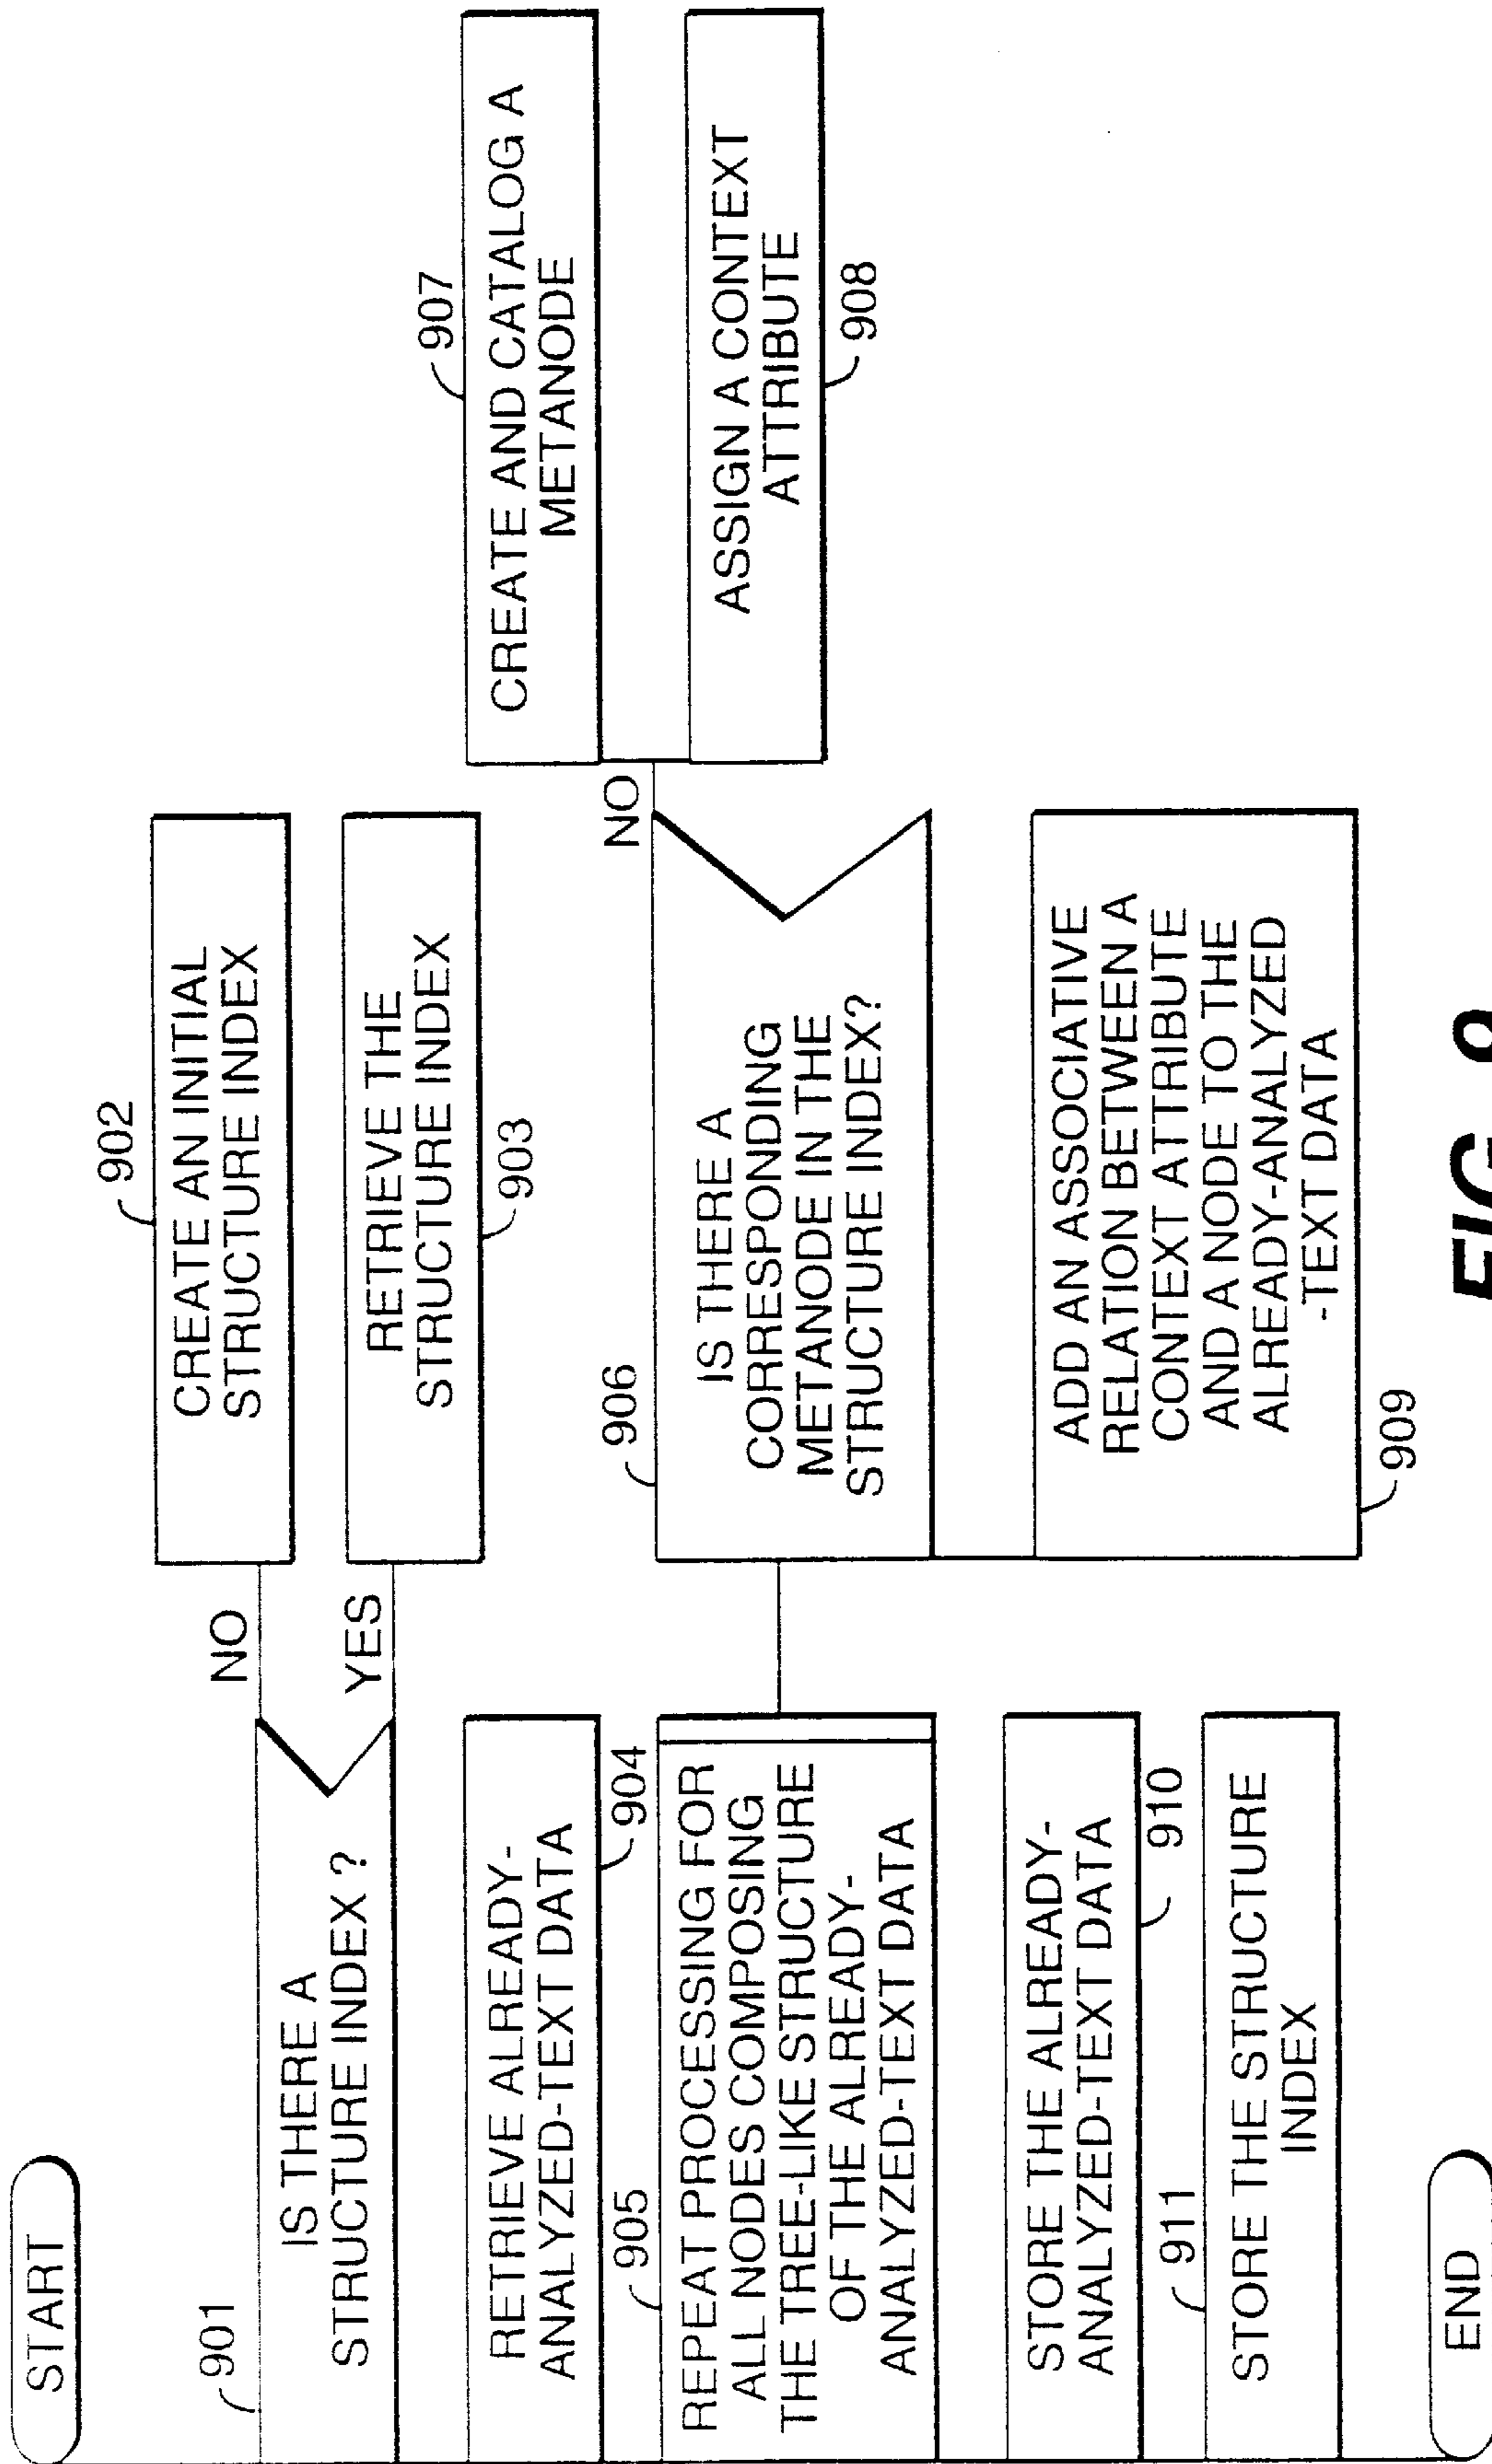 START
901
IS THERE A
STRUCTURE INDEX ?
NO
YES
902
CREATE AN INITIAL
STRUCTURE INDEX
RETRIEVE THE
STRUCTURE INDEX
903
RETRIEVE ALREADY-
ANALYZED-TEXT DATA
904
905
REPEAT PROCESSING FOR
ALL NODES COMPOSING
THE TREE-LIKE STRUCTURE
OF THE ALREADY-
ANALYZED-TEXT DATA
906
IS THERE A
CORRESPONDING
METANODE IN THE
STRUCTURE INDEX?
NO
907
CREATE AND CATALOG A
METANODE
ASSIGN A CONTEXT
ATTRIBUTE
908
ADD AN ASSOCIATIVE
RELATION BETWEEN A
CONTEXT ATTRIBUTE
AND A NODE TO THE
ALREADY-ANALYZED
-TEXT DATA
909
STORE THE ALREADY-
ANALYZED-TEXT DATA
910
911
STORE THE STRUCTURE
INDEX
END
FIG.